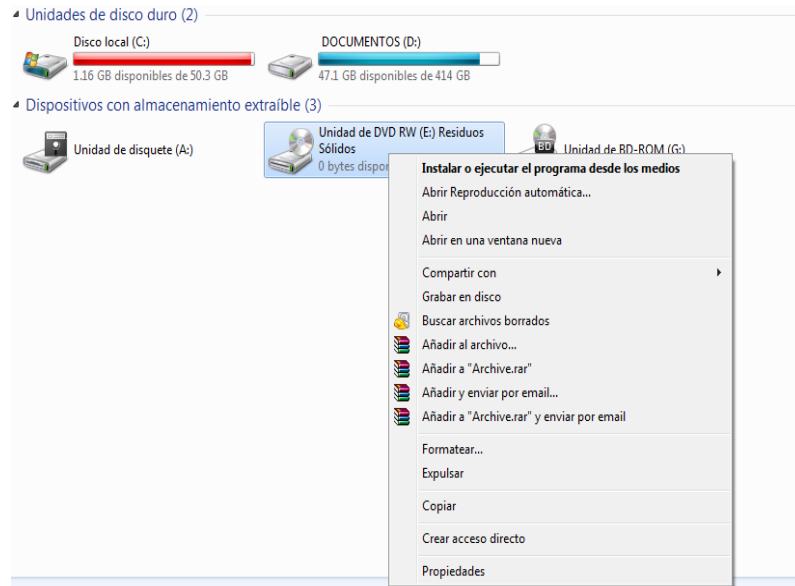 Unidades de disco duro (2)
Disco local (C:)
1.16 GB disponibles de 50.3 GB
DOCUMENTOS (D:)
47.1 GB disponibles de 414 GB
Dispositivos con almacenamiento extraíble (3)
Unidad de disquete (A:)
Unidad de DVD RW (E:) Residuos
Sólidos
0 bytes dispor
BD
Unidad de BD-ROM (G:)
Instalar o ejecutar el programa desde los medios
Abrir Reproducción automática...
Abrir
Abrir en una ventana nueva
Compartir con
Grabar en disco
Buscar archivos borrados
Añadir al archivo...
Añadir a "Archive.rar"
Añadir y enviar por email...
Añadir a "Archive.rar" y enviar por email
Formatear...
Expulsar
Copiar
Crear acceso directo
Propiedades